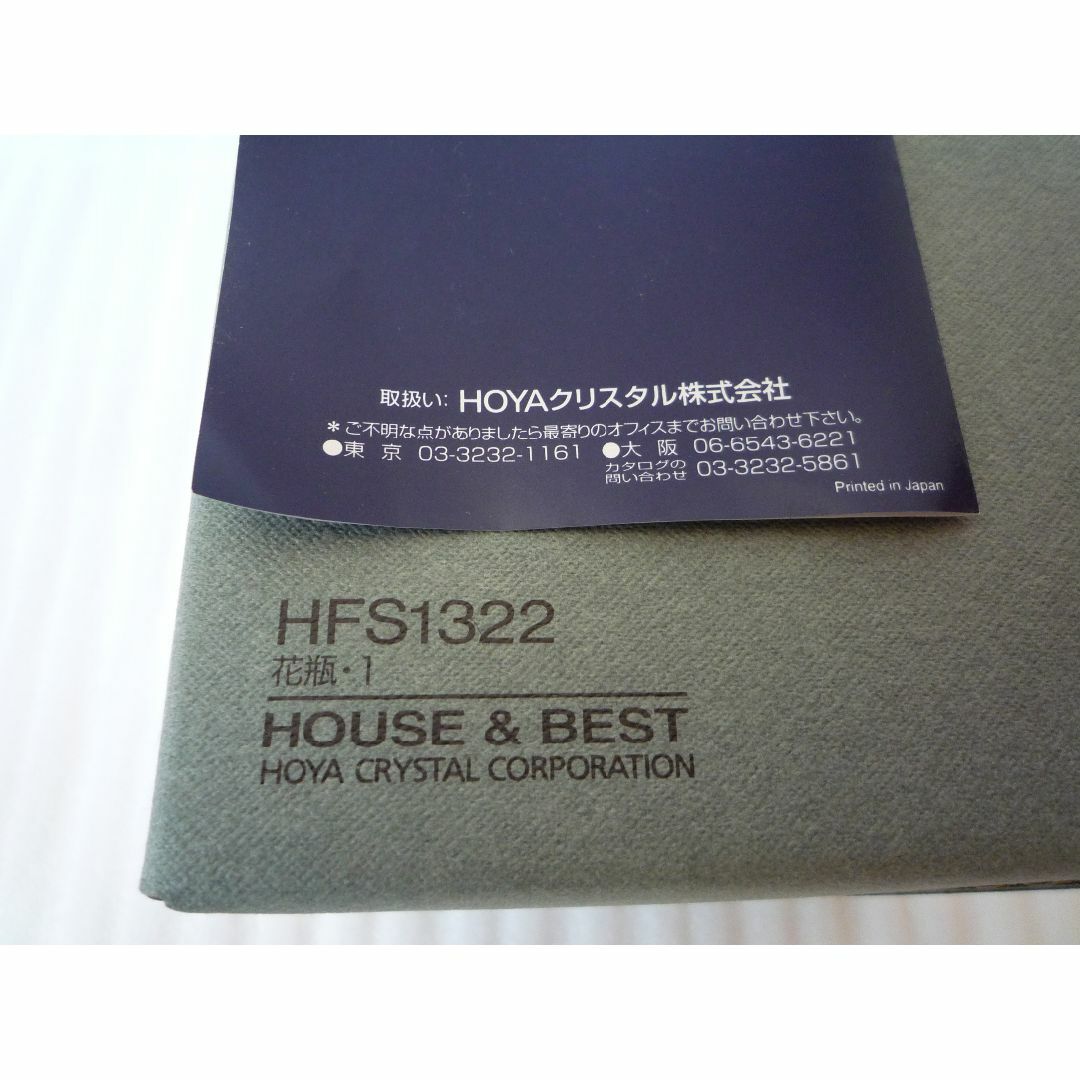 取扱い: HOYAクリスタル株式会社
*ご不明な点がありましたら最寄りのオフィスまでお問い合わせ下さい。
●東 京 03-3232-1161 ●大 阪 06-6543-6221
カタログの問い合わせ 03-3232-5861
Printed in Japan
HFS1322
花瓶・1
HOUSE & BEST
HOYA CRYSTAL CORPORATION